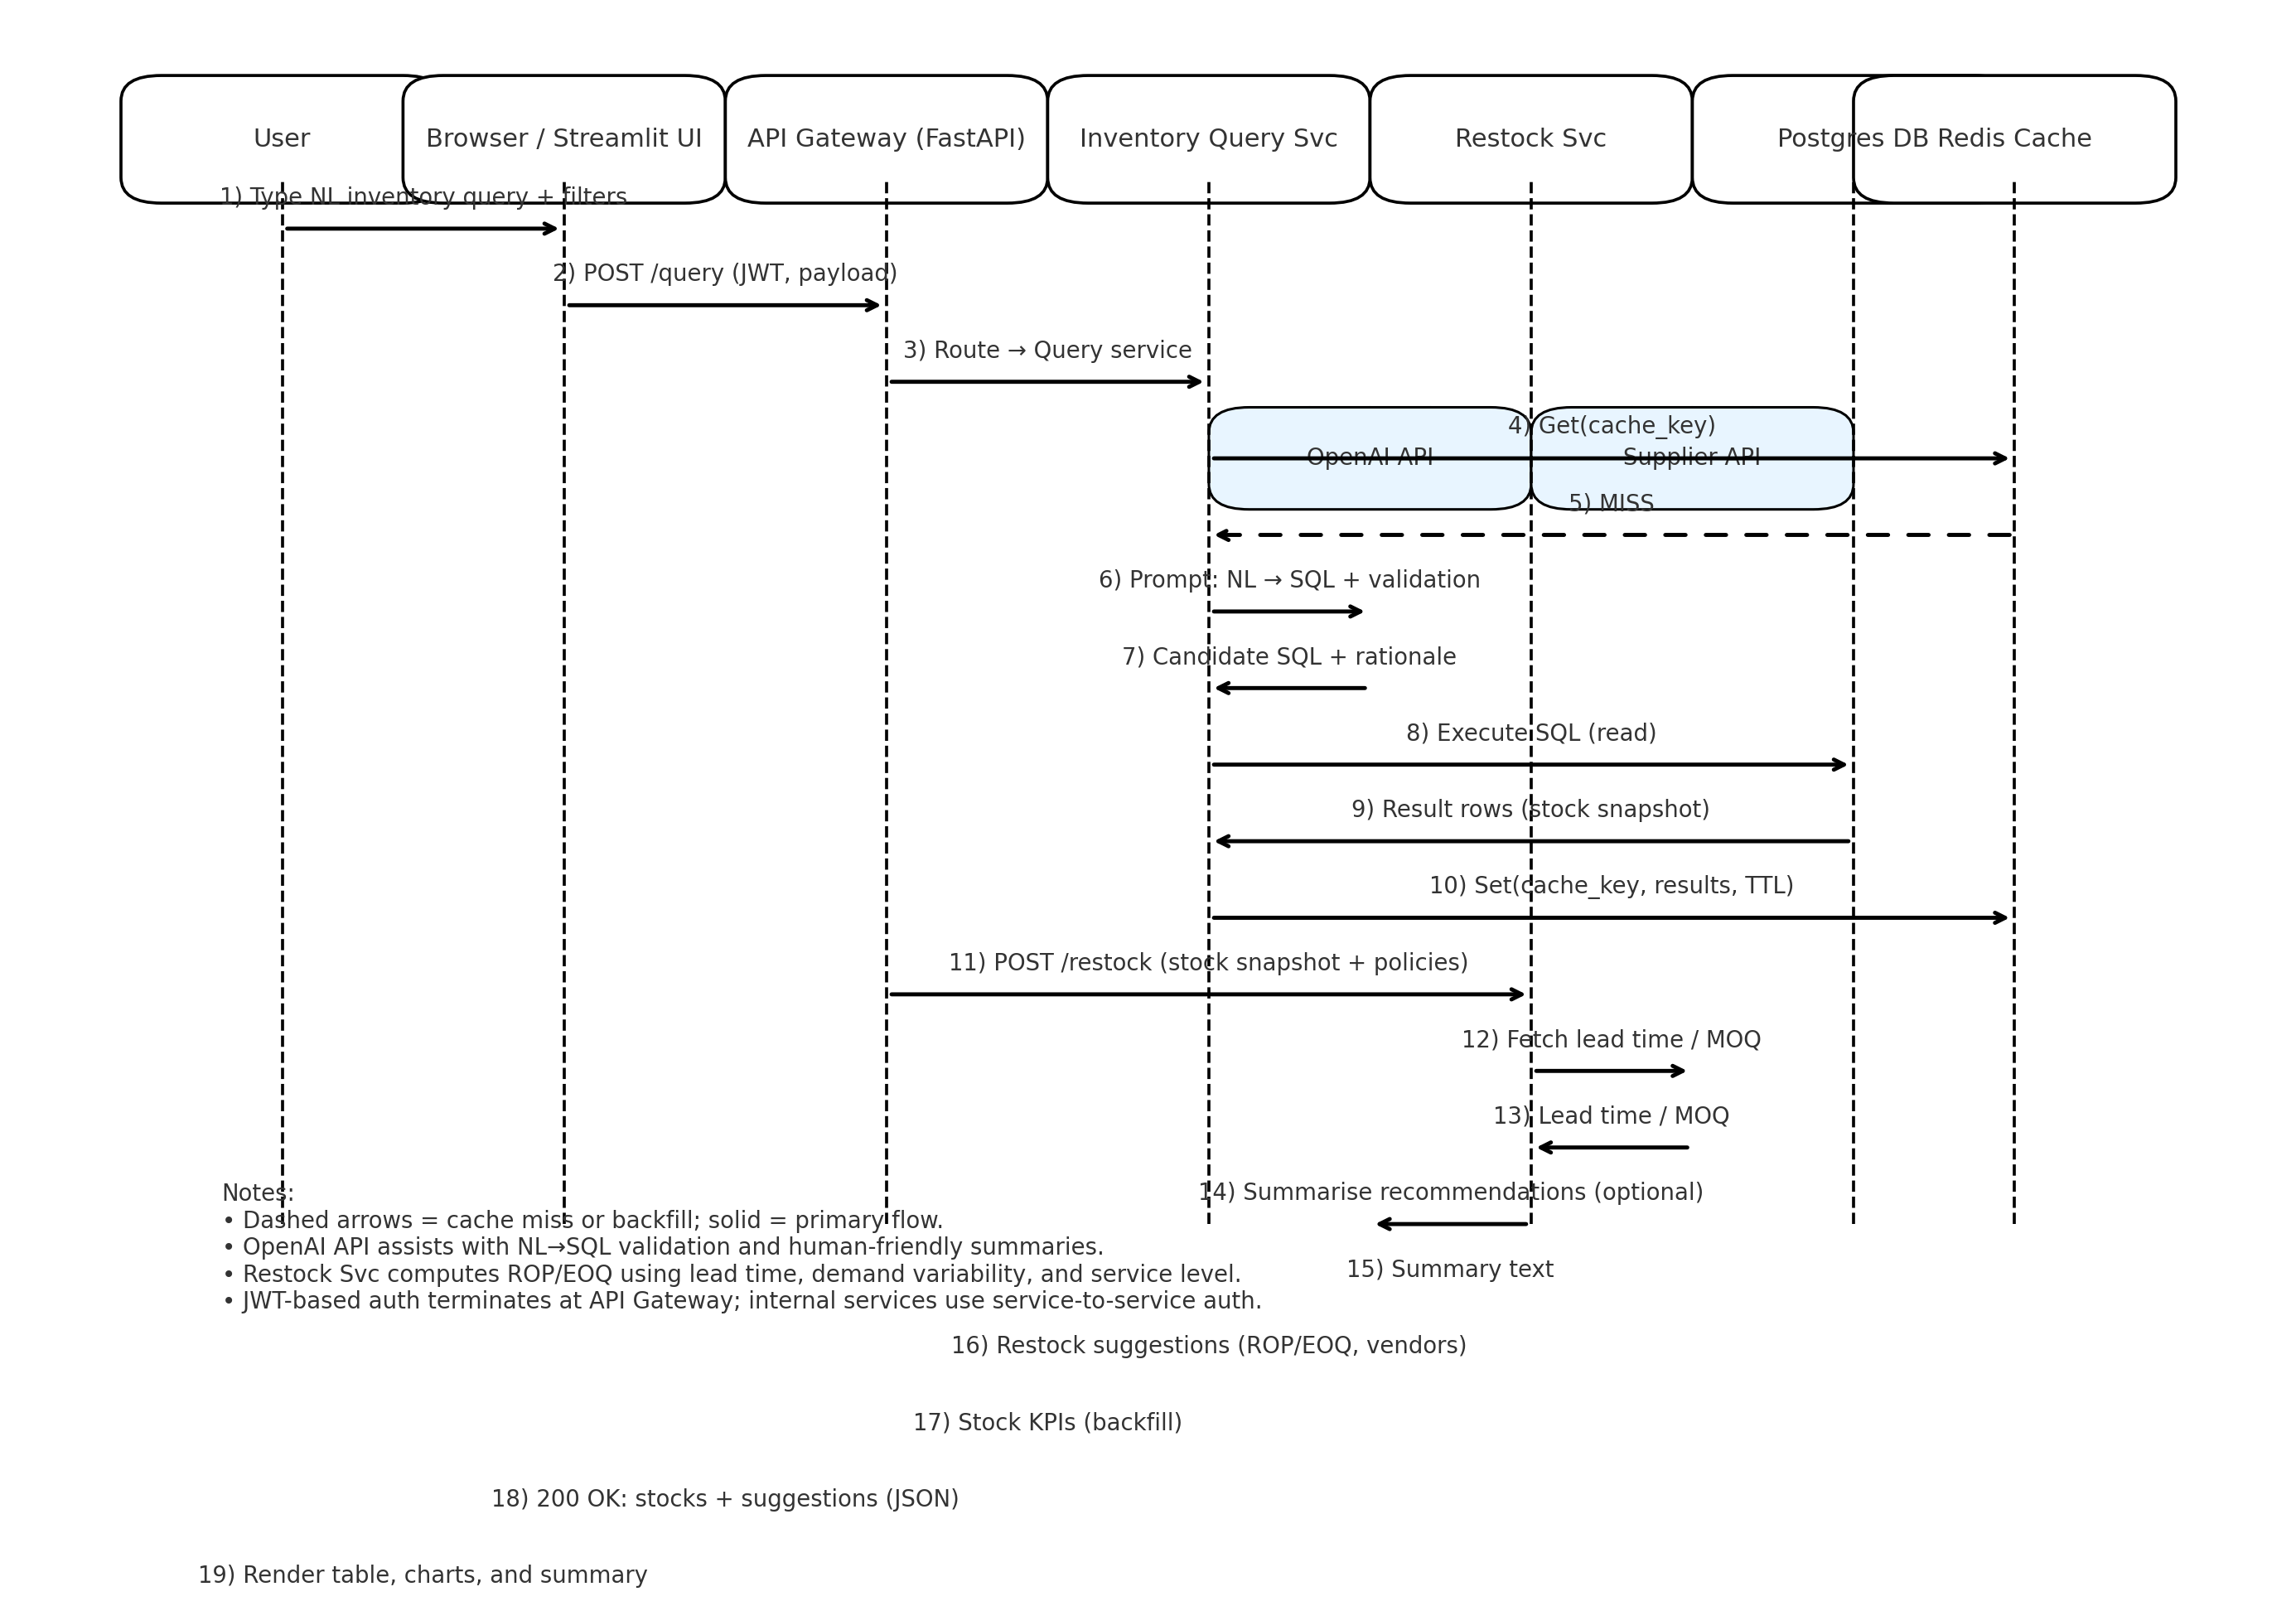 User
Browser / Streamlit UI
API Gateway (FastAPI)
Inventory Query Svc
Restock Svc
Postgres DB
Redis Cache
1) Type NL inventory query + filters
2) POST /query (JWT, payload)
3) Route → Query service
4) Get(cache_key)
OpenAI API
Supplier API
5) MISS
6) Prompt: NL → SQL + validation
7) Candidate SQL + rationale
8) Execute SQL (read)
9) Result rows (stock snapshot)
10) Set(cache_key, results, TTL)
11) POST /restock (stock snapshot + policies)
12) Fetch lead time / MOQ
13) Lead time / MOQ
14) Summarise recommendations (optional)
15) Summary text
Notes:
• Dashed arrows = cache miss or backfill; solid = primary flow.
• OpenAI API assists with NL→SQL validation and human-friendly summaries.
• Restock Svc computes ROP/EOQ using lead time, demand variability, and service level.
• JWT-based auth terminates at API Gateway; internal services use service-to-service auth.
16) Restock suggestions (ROP/EOQ, vendors)
17) Stock KPIs (backfill)
18) 200 OK: stocks + suggestions (JSON)
19) Render table, charts, and summary